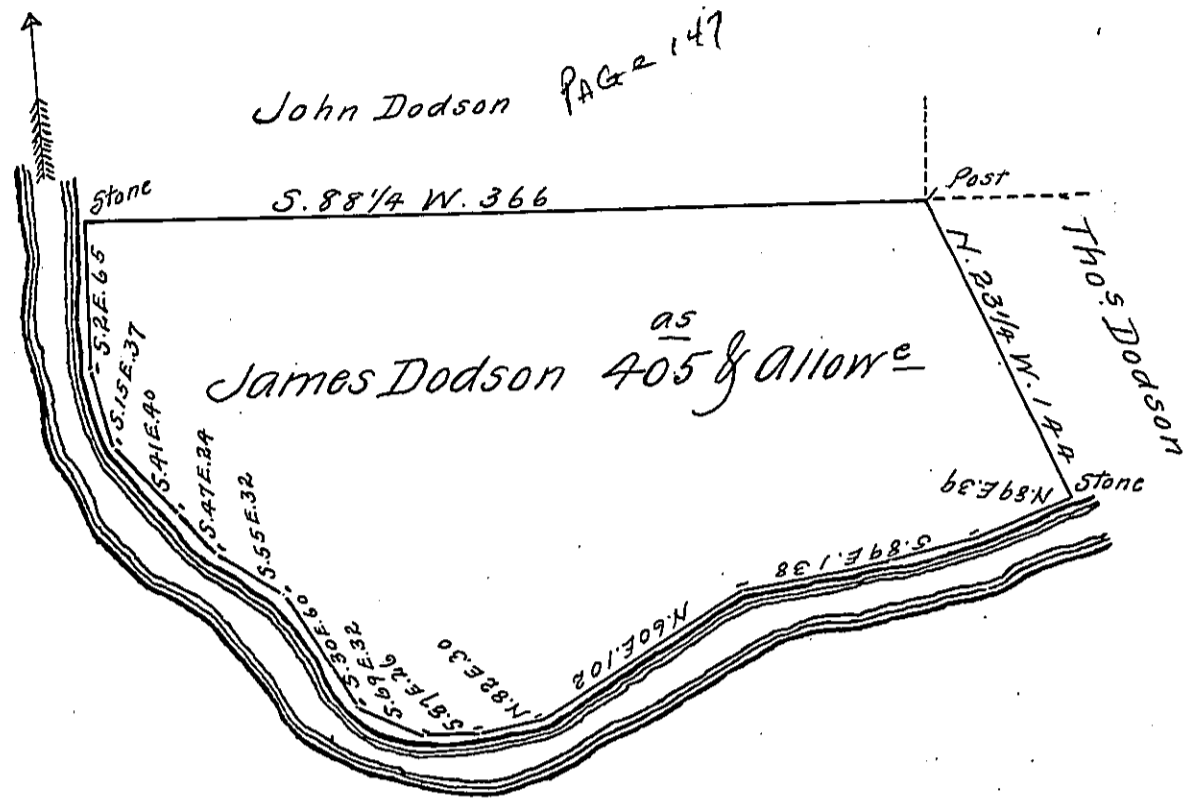 PAGE 147
John Dodson
Post
Stone
S. 88 1/4 W. 366
Thos. Dodson
N. 23 1/4 W. 144
S. 2 E. 65
as
James Dodson 405 & Allowe
S. 15 E. 37
S. 41 E. 40
S. 47 E. 24
S. 55 E. 32
S. 30 E. 60
S. 69 E. 32
S. 87 E. 26
N. 82 E. 30
N. 60 E. 102
S. 89 E. 138
N. 89 E. 39
Stone